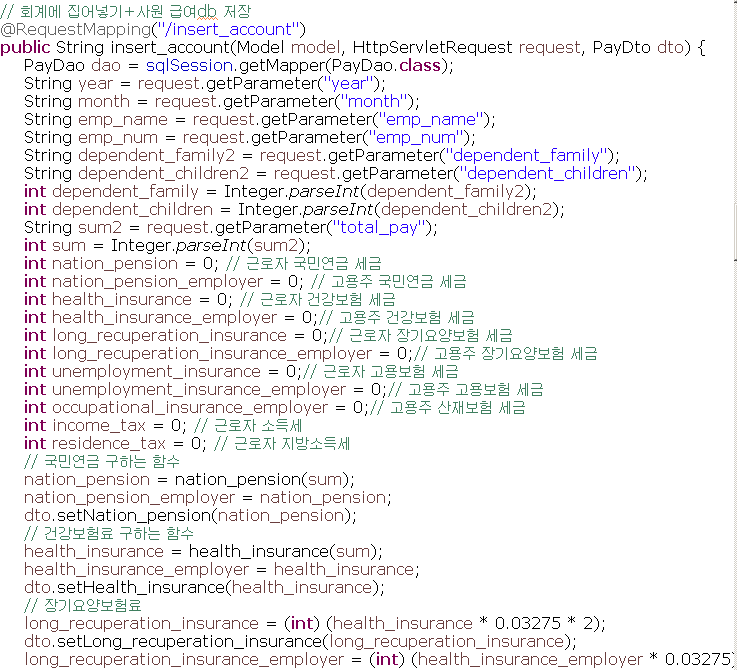 // 회계에 집어넣기+사원 급여db 저장
@RequestMapping("/insert_account")
public String insert_account(Model model, HttpServletRequest request, PayDto dto) {
PayDao dao = sqlSession.getMapper(PayDao.class);
String year = request.getParameter("year");
String month = request.getParameter("month");
String emp_name = request.getParameter("emp_name");
String emp_num = request.getParameter("emp_num");
String dependent_family2 = request.getParameter("dependent_family");
String dependent_children2 = request.getParameter("dependent_children");
int dependent_family = Integer.parseInt(dependent_family2);
int dependent_children = Integer.parseInt(dependent_children2);
String sum2 = request.getParameter("total_pay");
int sum = Integer.parseInt(sum2);
int nation_pension = 0; // 근로자 국민연금 세금
int nation_pension_employer = 0; // 고용주 국민연금 세금
int health_insurance = 0; // 근로자 건강보험 세금
int health_insurance_employer = 0;// 고용주 건강보험 세금
int long_recuperation_insurance = 0;// 근로자 장기요양보험 세금
int long_recuperation_insurance_employer = 0;// 고용주 장기요양보험 세금
int unemployment_insurance = 0;// 근로자 고용보험 세금
int unemployment_insurance_employer = 0;// 고용주 고용보험 세금
int occupational_insurance_employer = 0;// 고용주 산재보험 세금
int income_tax = 0; // 근로자 소득세
int residence_tax = 0; // 근로자 지방소득세
// 국민연금 구하는 함수
nation_pension = nation_pension(sum);
nation_pension_employer = nation_pension;
dto.setNation_pension(nation_pension);
// 건강보험료 구하는 함수
health_insurance = health_insurance(sum);
health_insurance_employer = health_insurance;
dto.setHealth_insurance(health_insurance);
// 장기요양보험료
long_recuperation_insurance = (int) (health_insurance * 0.03275 * 2);
dto.setLong_recuperation_insurance(long_recuperation_insurance);
long_recuperation_insurance_employer = (int) (health_insurance_employer * 0.03275